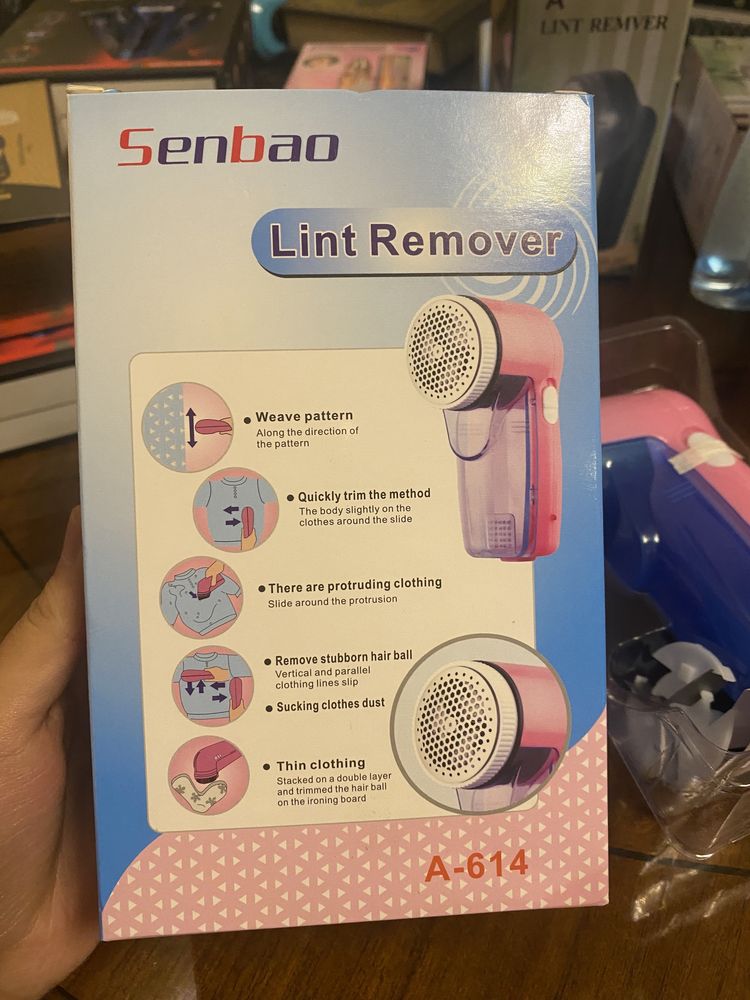 A
LINT REMVER
Senbao
Lint Remover
Weave pattern
Along the direction of
the pattern
Quickly trim the method
The body slightly on the
clothes around the slide
There are protruding clothing
Slide around the protrusion
Remove stubborn hair ball
Vertical and parallel
clothing lines slip
Sucking clothes dust
Thin clothing
Stacked on a double layer
and trimmed the hair ball
on the ironing board
A-614